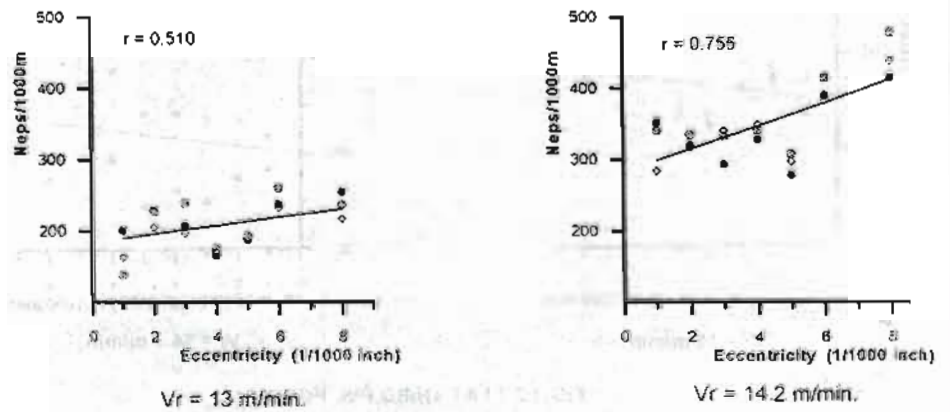 500
r = 0.510
400
Neps/1000m
300
200
0 2 4 6 8
Eccentricity (1/1000 inch)
Vr = 13 m/min.
500
r = 0.755
400
Neps/1000m
300
200
0 2 4 6 8
Eccentricity (1/1000 inch)
Vr = 14.2 m/min.